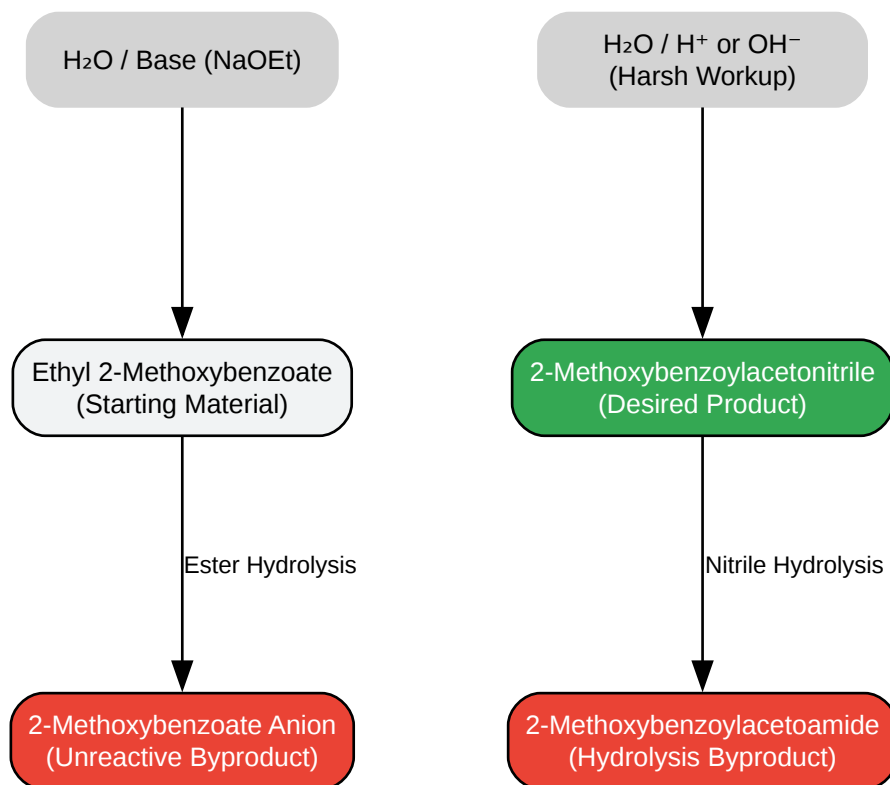 H₂O / Base (NaOEt)
H₂O / H⁺ or OH⁻
(Harsh Workup)
Ethyl 2-Methoxybenzoate
(Starting Material)
2-Methoxybenzoylacetonitrile
(Desired Product)
Ester Hydrolysis
Nitrile Hydrolysis
2-Methoxybenzoate Anion
(Unreactive Byproduct)
2-Methoxybenzoylacetoamide
(Hydrolysis Byproduct)